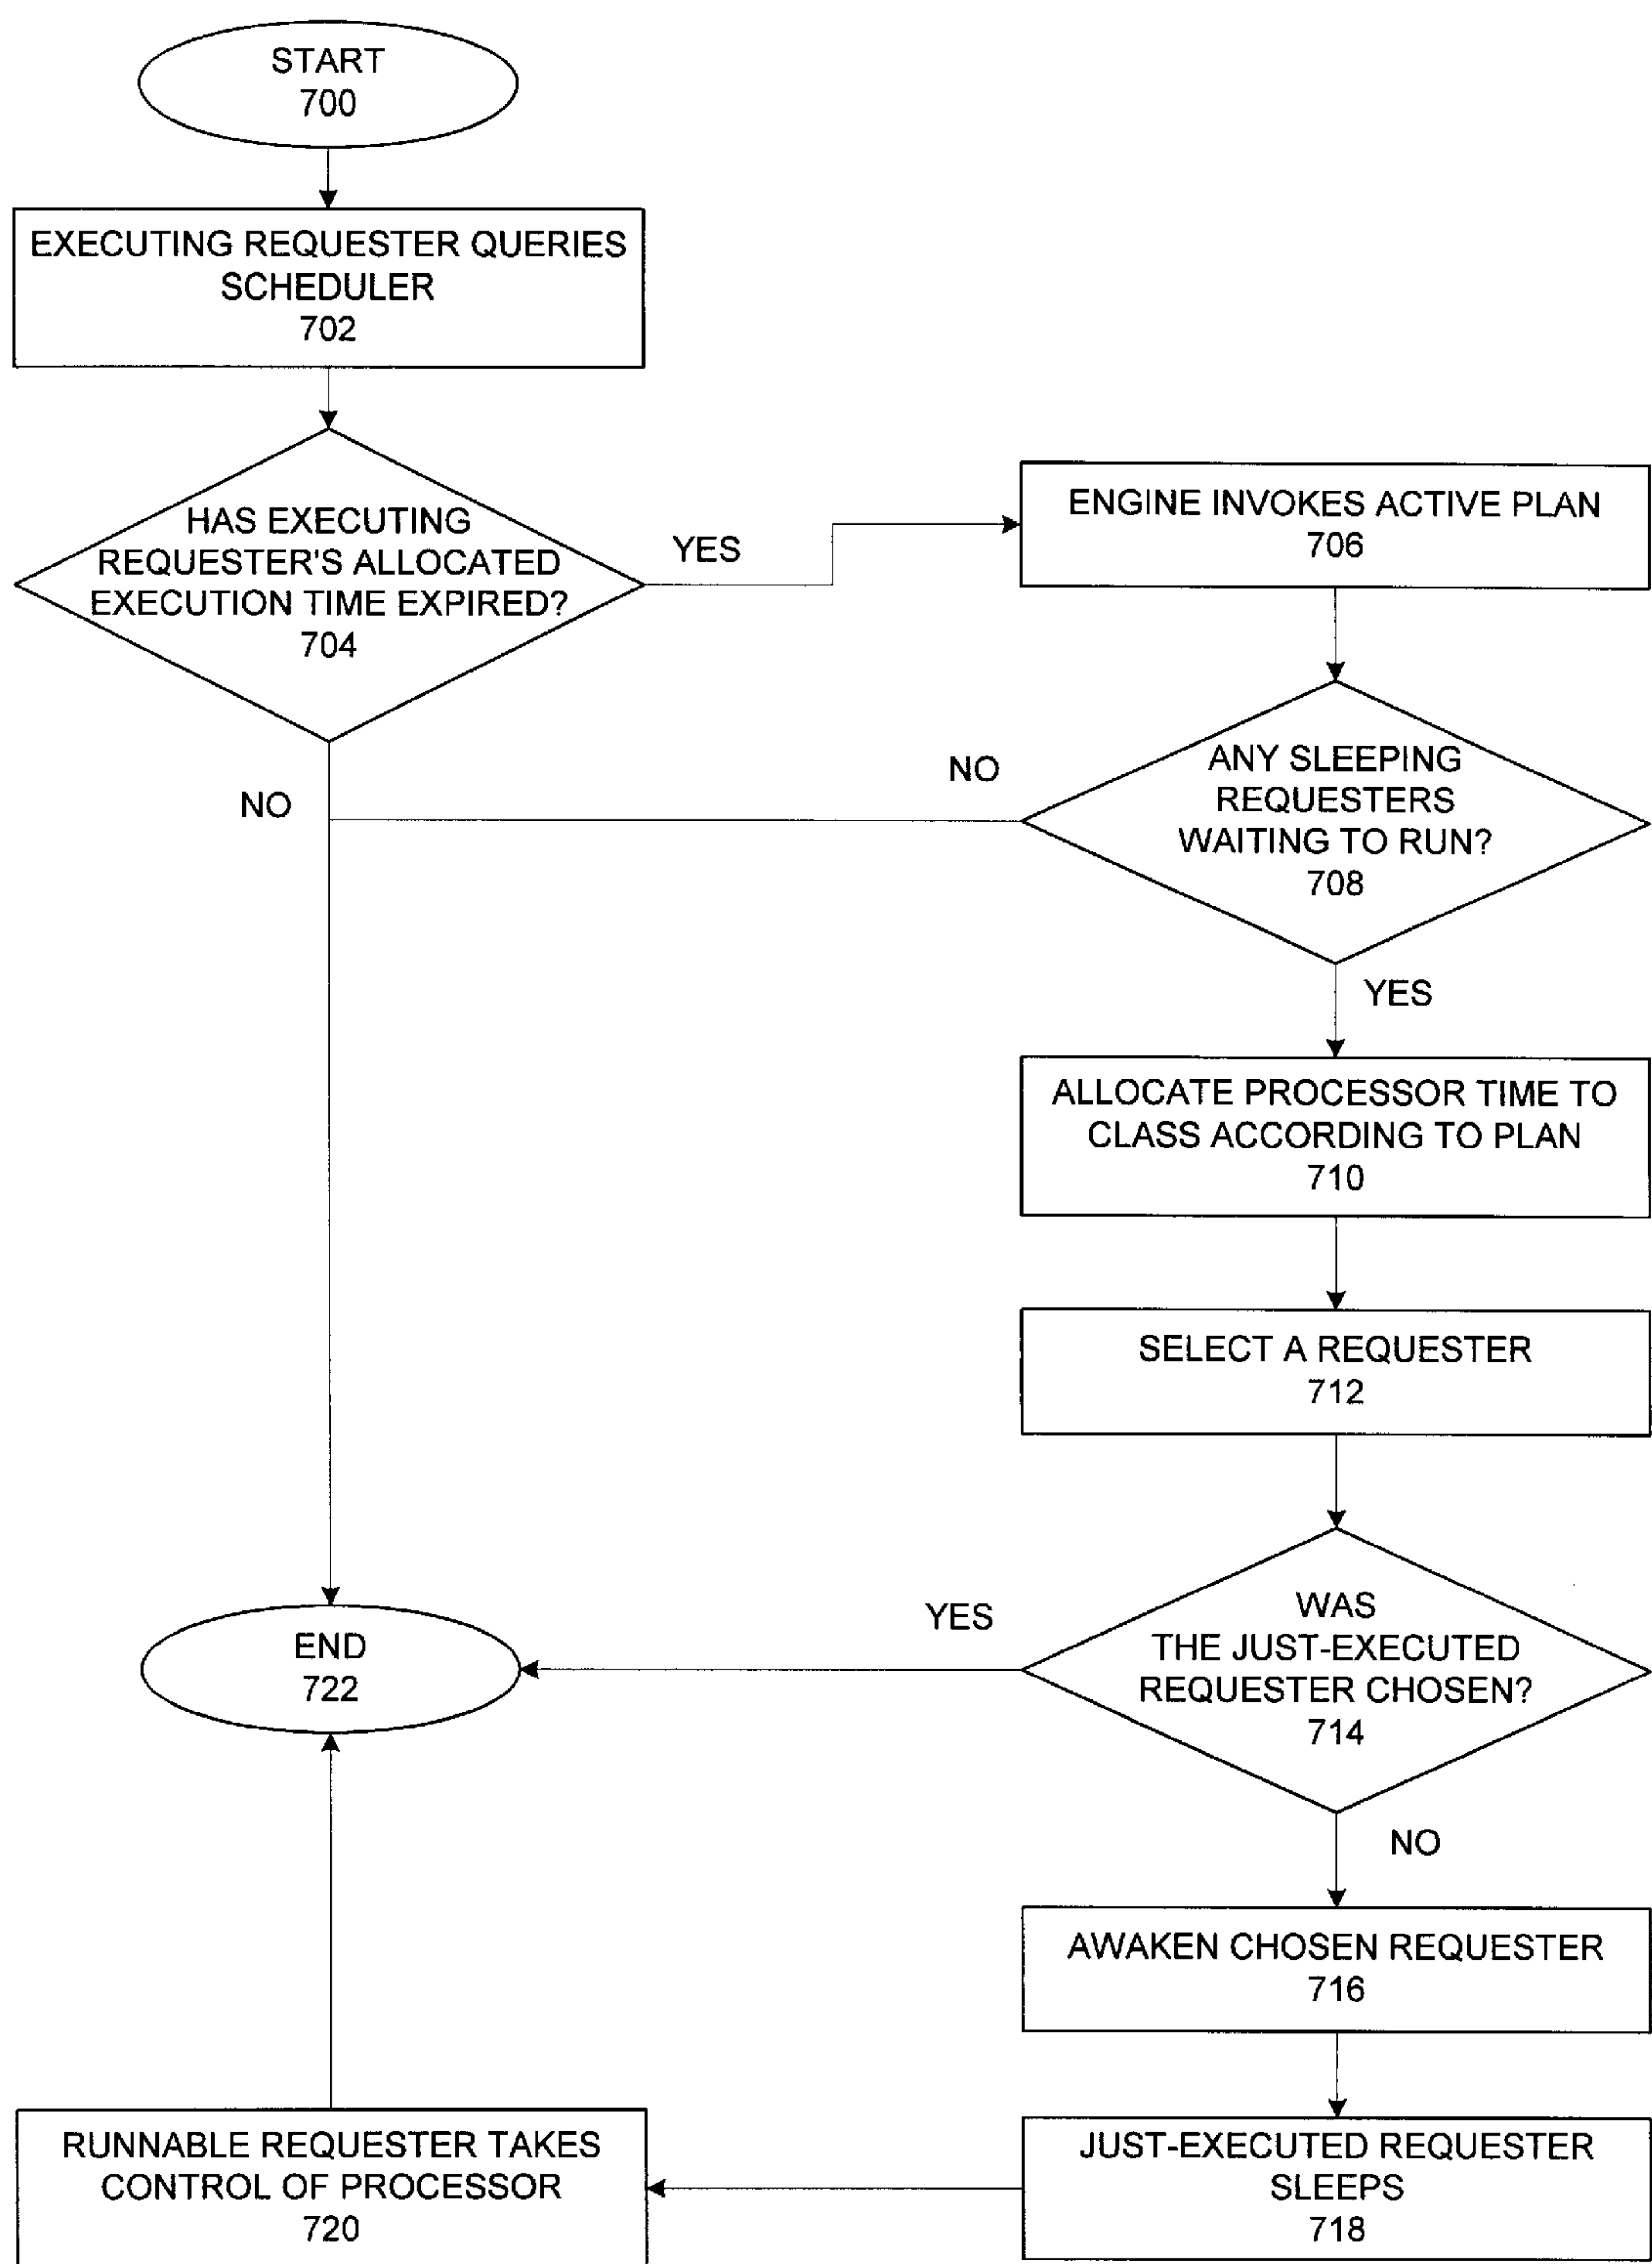 START
700
EXECUTING REQUESTER QUERIES
SCHEDULER
702
HAS EXECUTING
REQUESTER'S ALLOCATED
EXECUTION TIME EXPIRED?
704
YES
ENGINE INVOKES ACTIVE PLAN
706
NO
NO
ANY SLEEPING
REQUESTERS
WAITING TO RUN?
708
YES
ALLOCATE PROCESSOR TIME TO
CLASS ACCORDING TO PLAN
710
SELECT A REQUESTER
712
WAS
THE JUST-EXECUTED
REQUESTER CHOSEN?
714
YES
END
722
NO
AWAKEN CHOSEN REQUESTER
716
JUST-EXECUTED REQUESTER
SLEEPS
718
RUNNABLE REQUESTER TAKES
CONTROL OF PROCESSOR
720